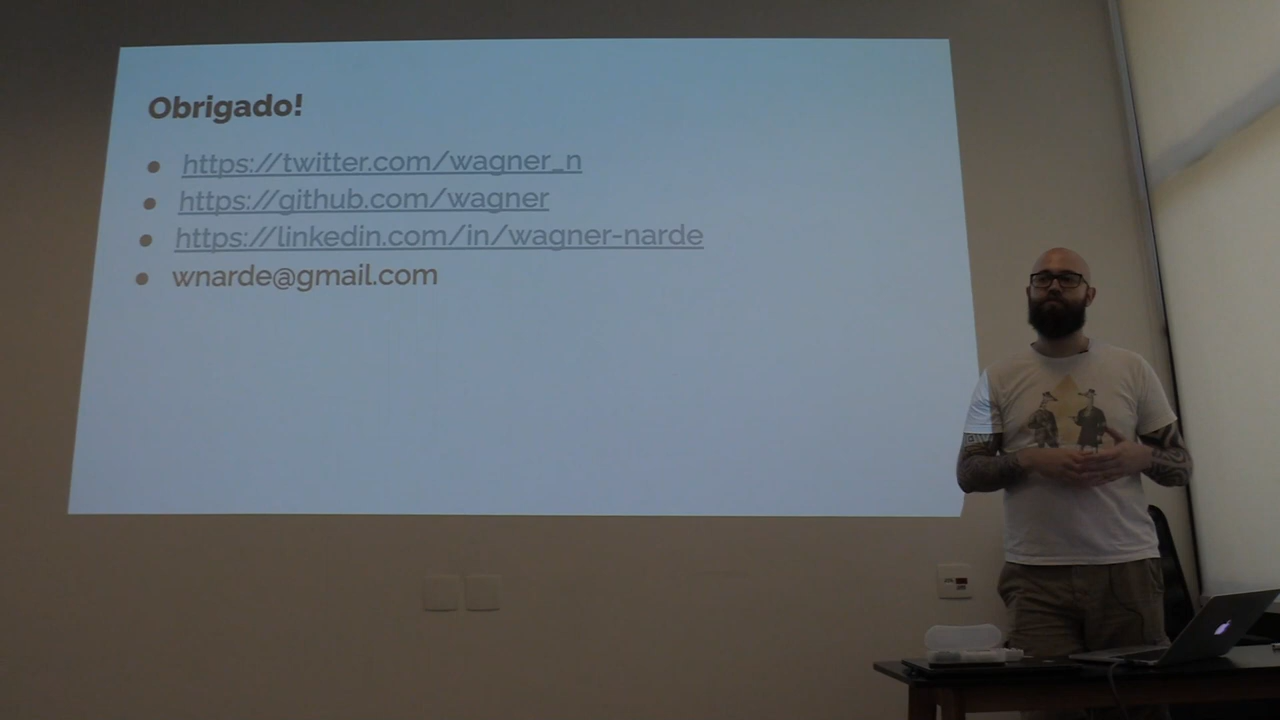 Obrigado!
https://twitter.com/wagner_n
https://github.com/wagner
https://linkedin.com/in/wagner-narde
wnarde@gmail.com